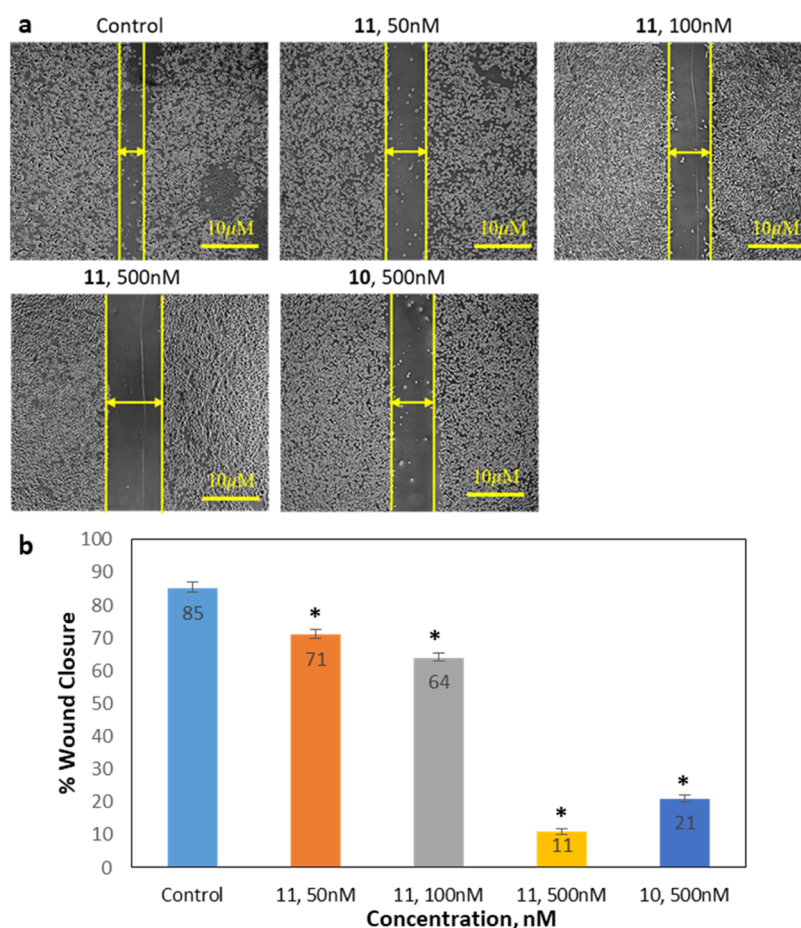 a
Control
11, 50nM
11, 100nM
10μM
10μM
10μM
11, 500nM
10, 500nM
10μM
10μM
b
% Wound Closure
100
90
80
70
60
50
40
30
20
10
0
85
*
71
*
64
*
11
*
21
Control
11, 50nM
11, 100nM
11, 500nM
10, 500nM
Concentration, nM